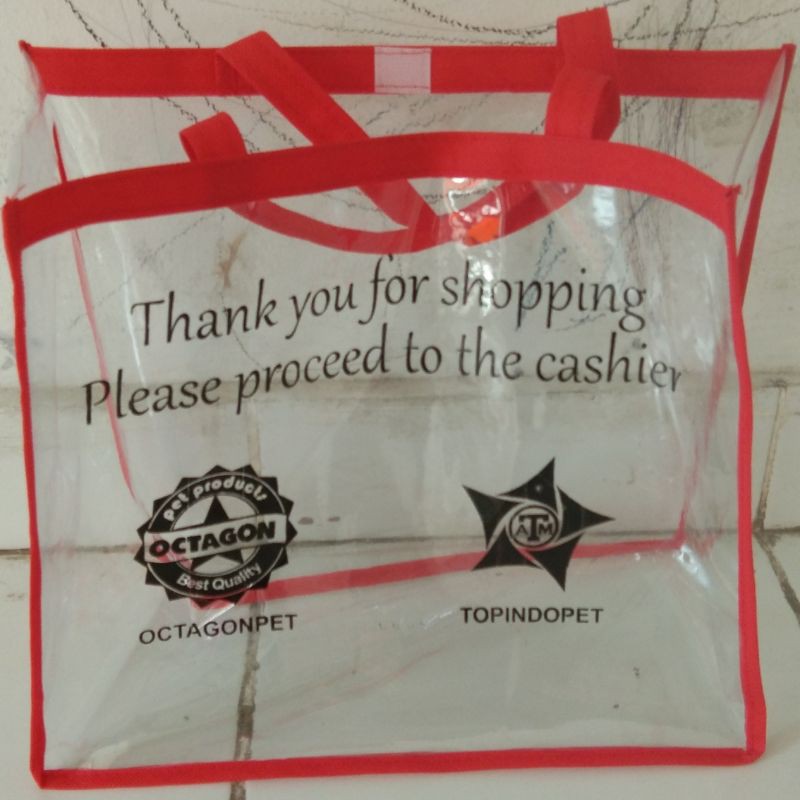 Thank you for shopping
Please proceed to the cashier
pet products
OCTAGON
Best Quality
OCTAGONPET
ATM
TOPINDOPET